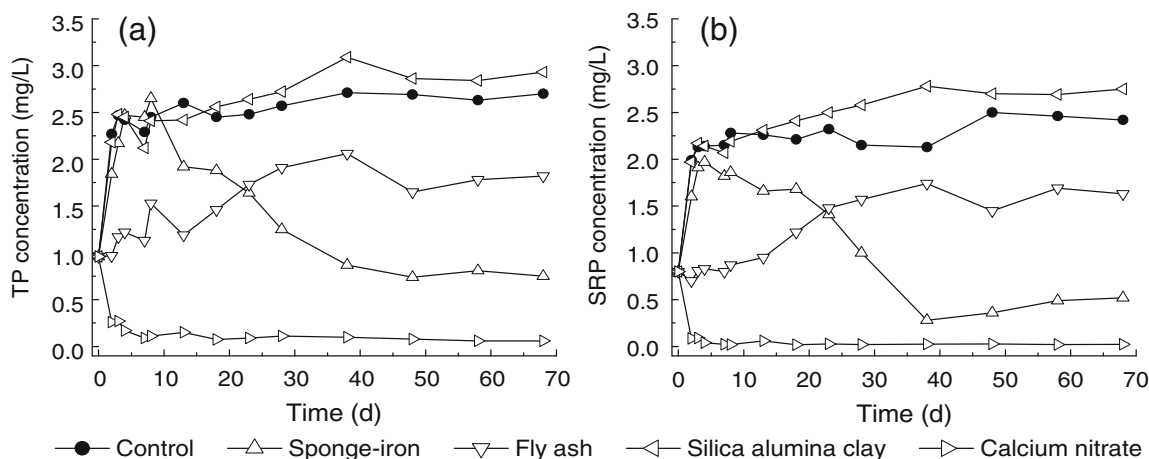 (a)
TP concentration (mg/L)
3.5
3.0
2.5
2.0
1.5
1.0
0.5
0.0
0 10 20 30 40 50 60 70
Time (d)
(b)
SRP concentration (mg/L)
3.5
3.0
2.5
2.0
1.5
1.0
0.5
0.0
0 10 20 30 40 50 60 70
Time (d)
Control Sponge-iron Fly ash Silica alumina clay Calcium nitrate